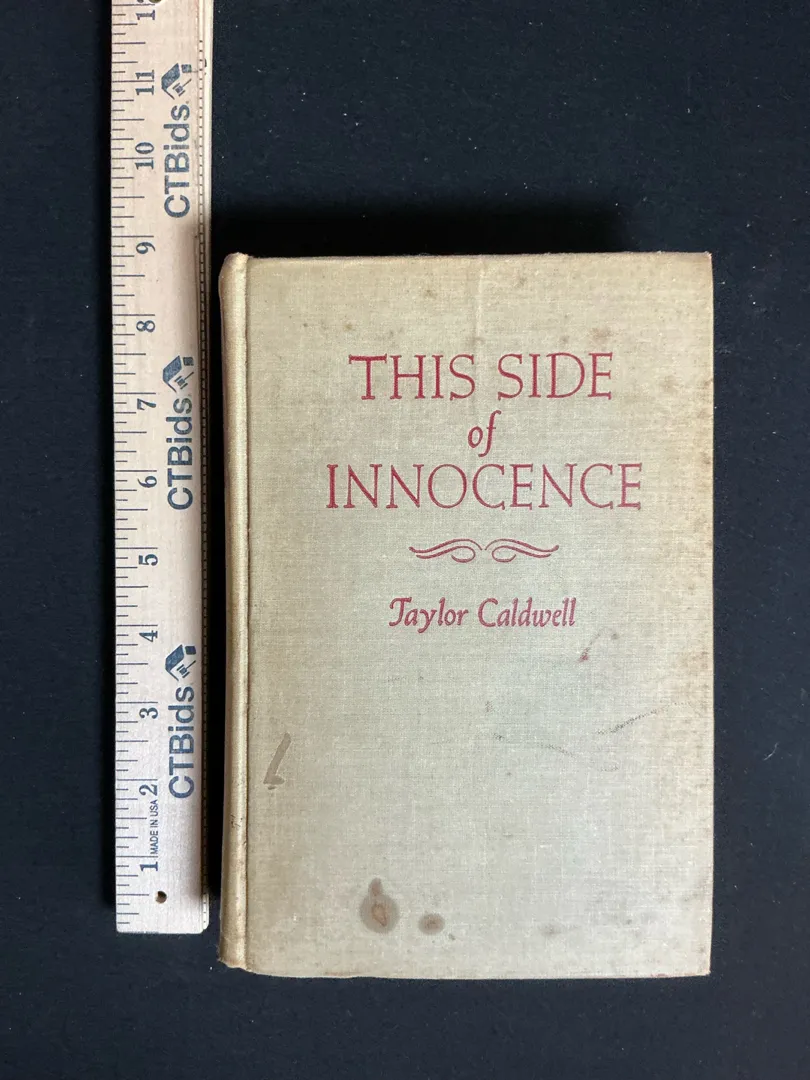 THIS SIDE
of
INNOCENCE
Taylor Caldwell
12
11
10
9
8
7
6
5
4
3
2
1
MADE IN USA
CTBids
CTBids
CTBids